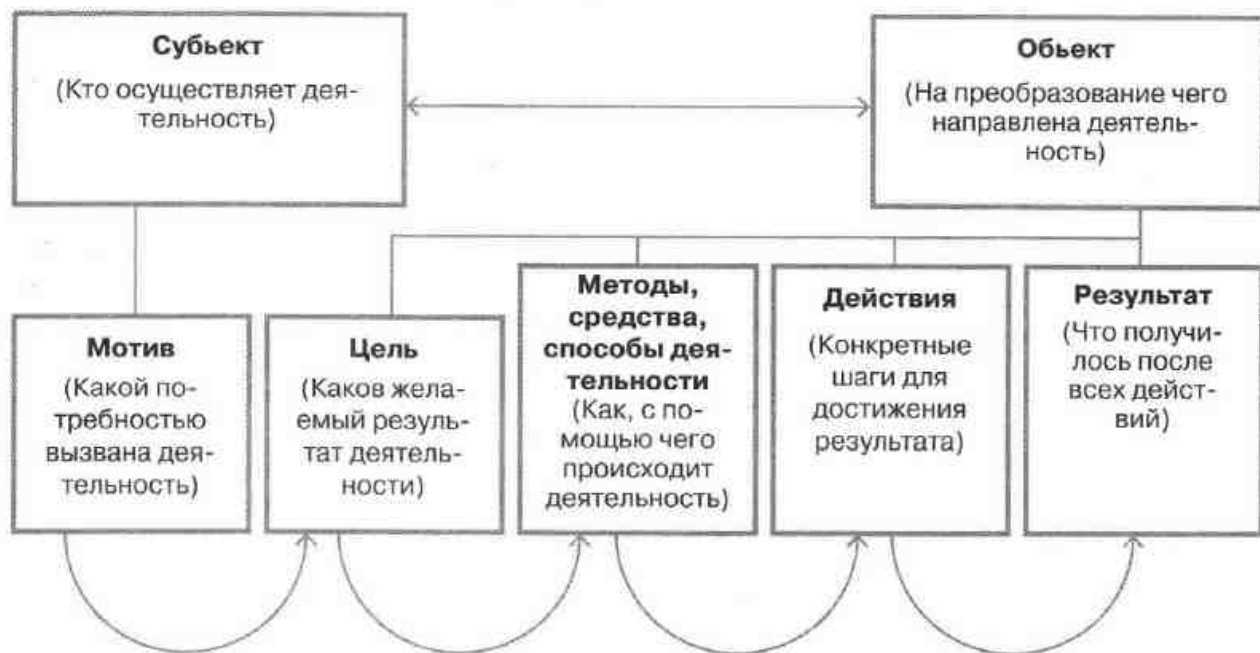 Субьект
(Кто осуществляет дея-
тельность)
Обьект
(На преобразование чего
направлена деятель-
ность)
Мотив
(Какой по-
требностью
вызвана дея-
тельность)
Цель
(Каков жела-
емый резуль-
тат деятель-
ности)
Методы,
средства,
способы дея-
тельности
(Как, с по-
мощью чего
происходит
деятельность)
Действия
(Конкретные
шаги для
достижения
результата)
Результат
(Что получи-
лось после
всех дейст-
вий)